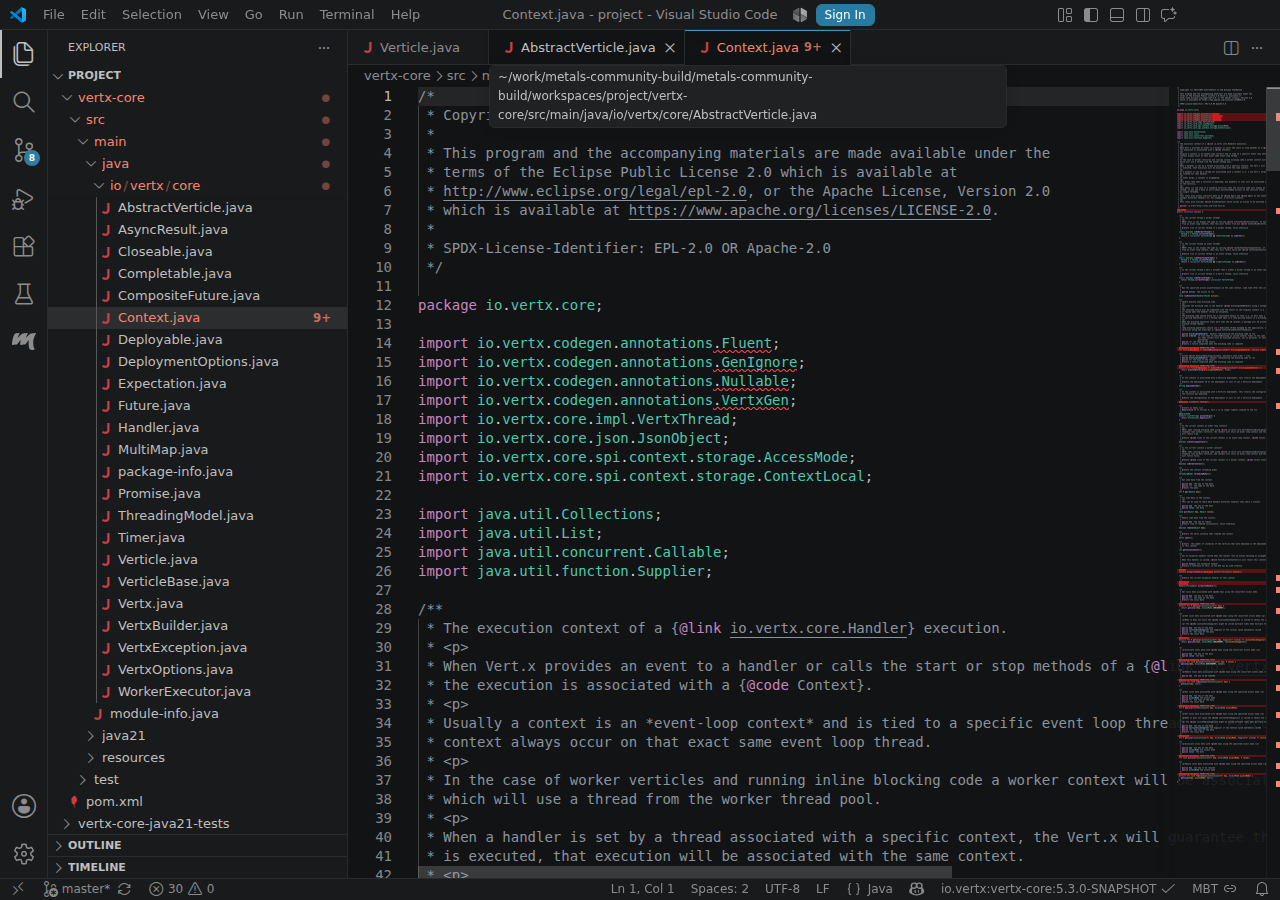 File Edit Selection View Go Run Terminal Help
Context.java - project - Visual Studio Code
Sign In
EXPLORER
PROJECT
vertx-core
src
main
java
io/vertx/core
AbstractVerticle.java
AsyncResult.java
Closeable.java
Completable.java
CompositeFuture.java
Context.java 9+
Deployable.java
DeploymentOptions.java
Expectation.java
Future.java
Handler.java
MultiMap.java
package-info.java
Promise.java
ThreadingModel.java
Timer.java
Verticle.java
VerticleBase.java
Vertx.java
VertxBuilder.java
VertxException.java
VertxOptions.java
WorkerExecutor.java
module-info.java
java21
resources
test
pom.xml
vertx-core-java21-tests
OUTLINE
TIMELINE
8
Verticle.java
AbstractVerticle.java
Context.java 9+
vertx-core > src >
~/work/metals-community-build/metals-community-
build/workspaces/project/vertx-
core/src/main/java/io/vertx/core/AbstractVerticle.java
1 /*
2 * Copyri
3 *
4 * This program and the accompanying materials are made available under the
5 * terms of the Eclipse Public License 2.0 which is available at
6 * http://www.eclipse.org/legal/epl-2.0, or the Apache License, Version 2.0
7 * which is available at https://www.apache.org/licenses/LICENSE-2.0.
8 *
9 * SPDX-License-Identifier: EPL-2.0 OR Apache-2.0
10 */
11
12 package io.vertx.core;
13
14 import io.vertx.codegen.annotations.Fluent;
15 import io.vertx.codegen.annotations.GenIgnore;
16 import io.vertx.codegen.annotations.Nullable;
17 import io.vertx.codegen.annotations.VertxGen;
18 import io.vertx.core.impl.VertxThread;
19 import io.vertx.core.json.JsonObject;
20 import io.vertx.core.spi.context.storage.AccessMode;
21 import io.vertx.core.spi.context.storage.ContextLocal;
22
23 import java.util.Collections;
24 import java.util.List;
25 import java.util.concurrent.Callable;
26 import java.util.function.Supplier;
27
28 /**
29 * The execution context of a {@link io.vertx.core.Handler} execution.
30 * <p>
31 * When Vert.x provides an event to a handler or calls the start or stop methods of a {@l
32 * the execution is associated with a {@code Context}.
33 * <p>
34 * Usually a context is an *event-loop context* and is tied to a specific event loop thre
35 * context always occur on that exact same event loop thread.
36 * <p>
37 * In the case of worker verticles and running inline blocking code a worker context will
38 * which will use a thread from the worker thread pool.
39 * <p>
40 * When a handler is set by a thread associated with a specific context, the Vert.x will guarantee
41 * is executed, that execution will be associated with the same context.
42 * <p>
master* 30 0 Ln 1, Col 1 Spaces: 2 UTF-8 LF { } Java io.vertx:vertx-core:5.3.0-SNAPSHOT MBT